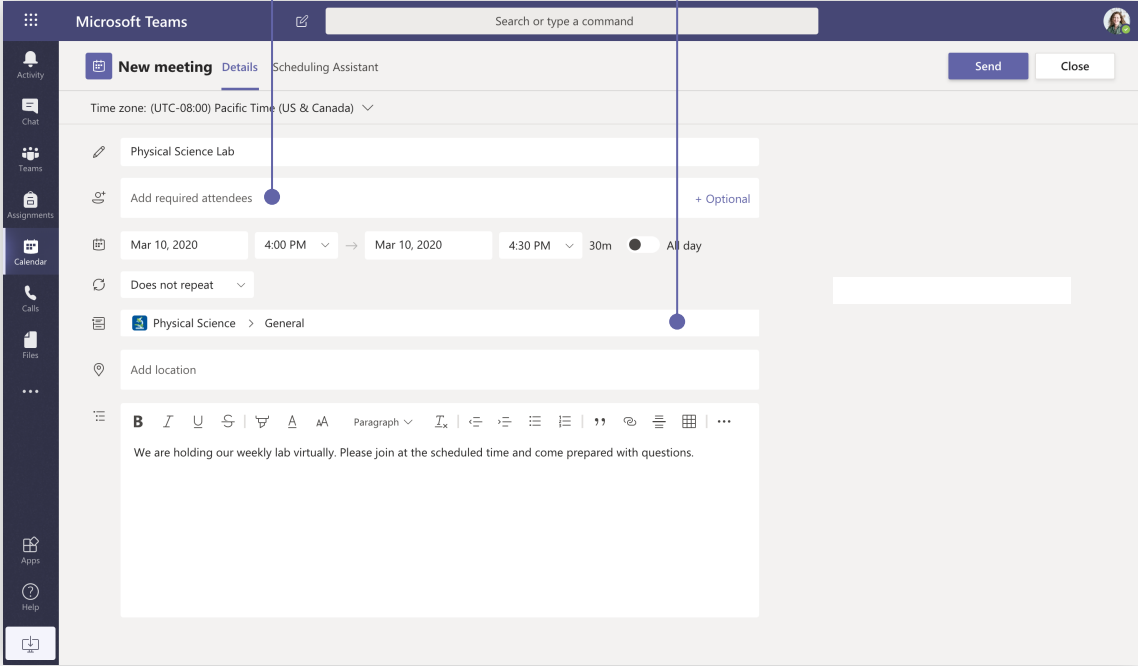 Microsoft Teams
Search or type a command
Activity
Chat
Teams
Assignments
Calendar
Calls
Files
Apps
Help
New meeting Details Scheduling Assistant
Send Close
Time zone: (UTC-08:00) Pacific Time (US & Canada)
Physical Science Lab
Add required attendees + Optional
Mar 10, 2020 4:00 PM → Mar 10, 2020 4:30 PM 30m All day
Does not repeat
Physical Science > General
Add location
B I U S A AA Paragraph Tx
We are holding our weekly lab virtually. Please join at the scheduled time and come prepared with questions.